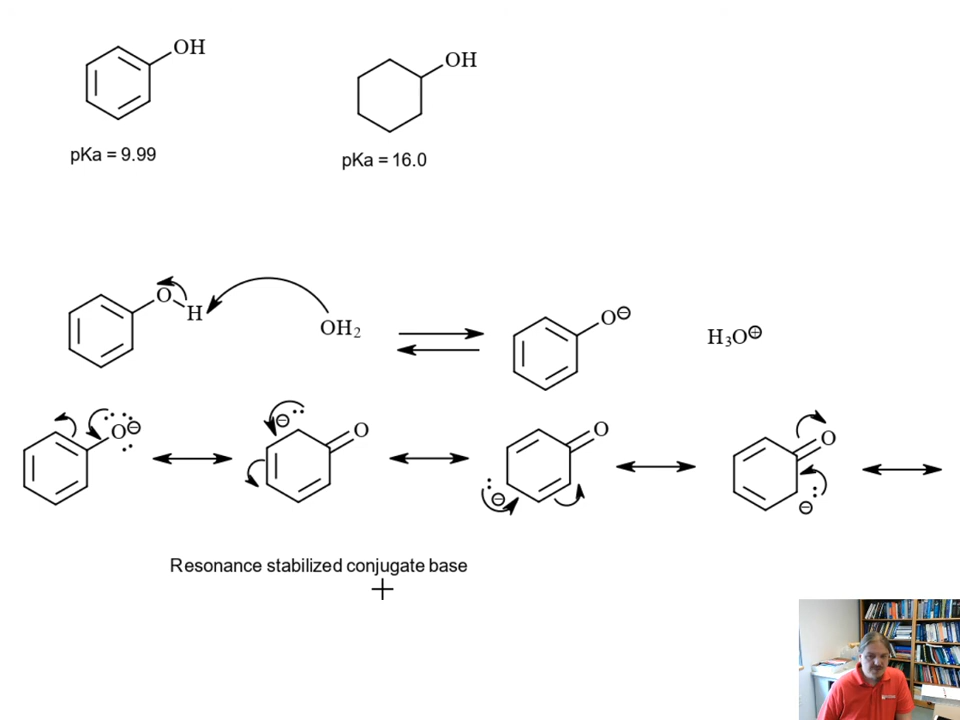 OH
OH
pKa = 9.99
pKa = 16.0
O
H
OH₂
O⊖
H₃O⊕
O⊖
⊖
O
O
⊖
O
⊖
Resonance stabilized conjugate base